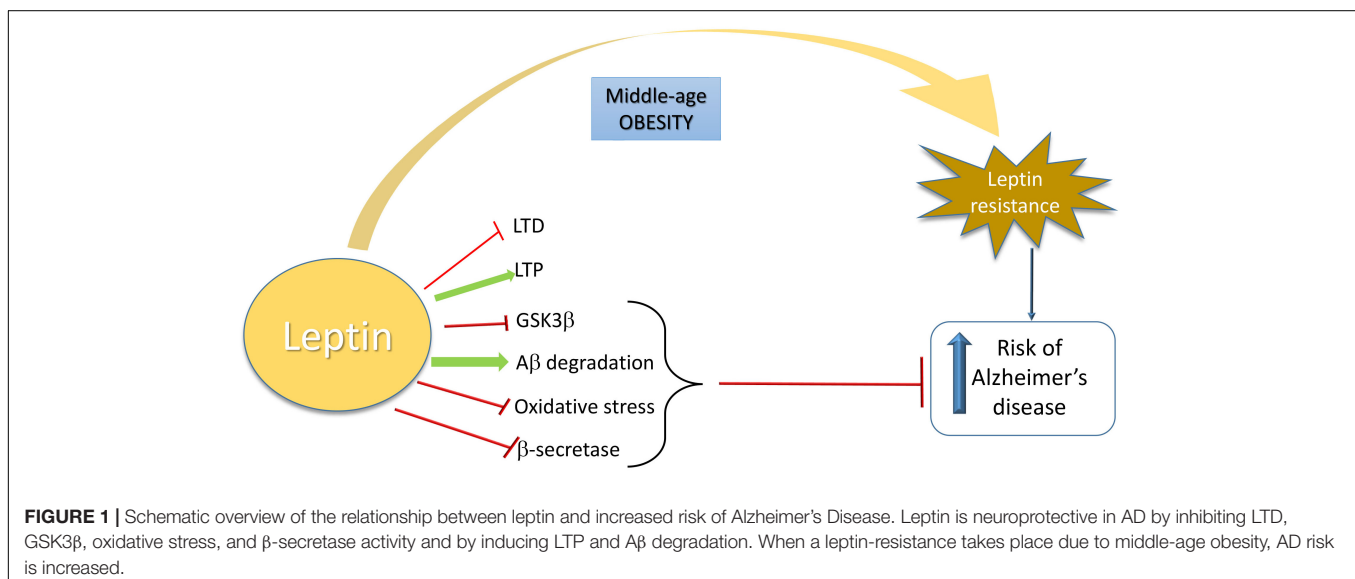 Middle-age
OBESITY
Leptin
resistance
LTD
LTP
Leptin
GSK3β
Aβ degradation
Oxidative stress
β-secretase
Risk of
Alzheimer's
disease
FIGURE 1 | Schematic overview of the relationship between leptin and increased risk of Alzheimer's Disease. Leptin is neuroprotective in AD by inhibiting LTD,
GSK3β, oxidative stress, and β-secretase activity and by inducing LTP and Aβ degradation. When a leptin-resistance takes place due to middle-age obesity, AD risk
is increased.